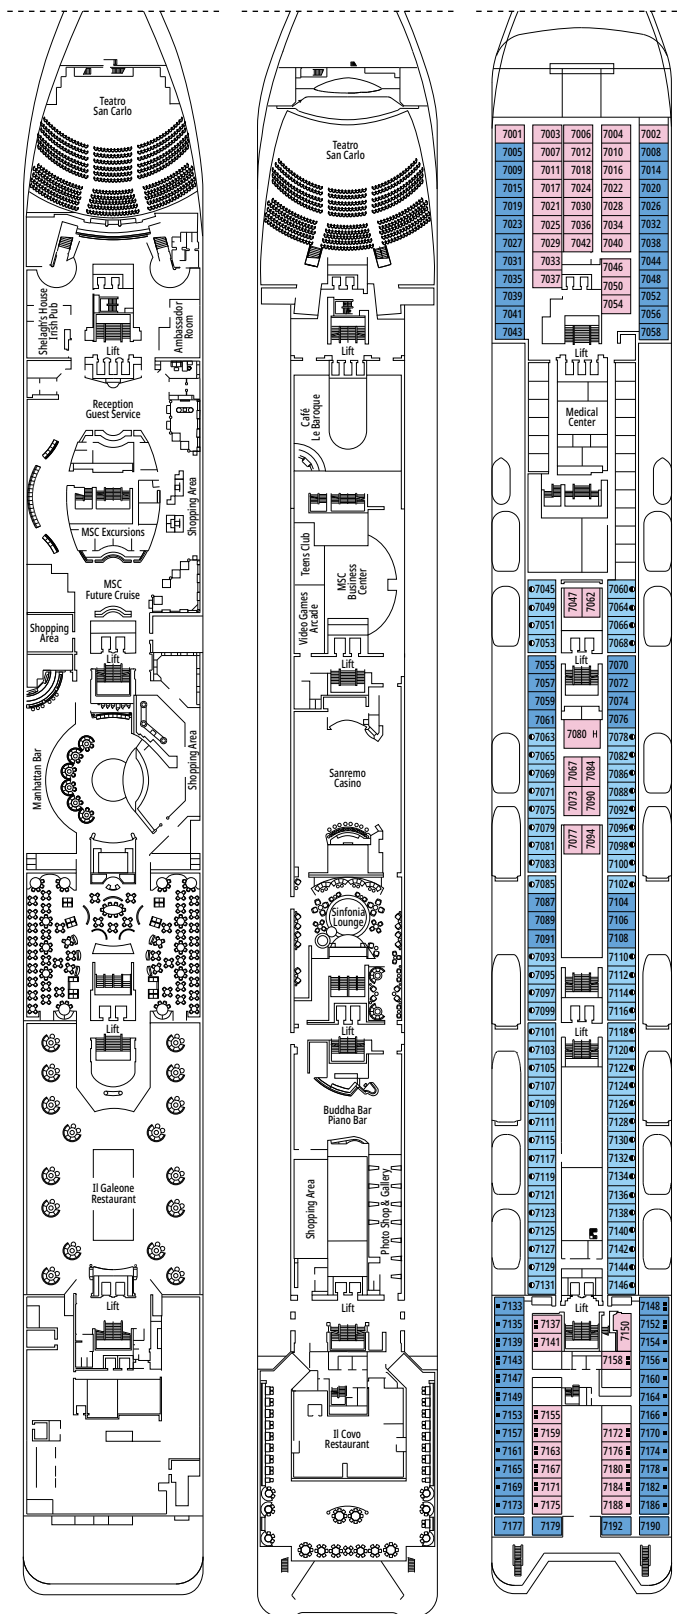 Teatro
San Carlo
Shelagh's House
Irish Pub
Ambassador
Room
Lift
Reception
Guest Service
Shopping Area
MSC Excursions
MSC
Future Cruise
Shopping
Area
Lift
Manhattan Bar
Shopping Area
Lift
Il Galeone
Restaurant
Lift
Teatro
San Carlo
Lift
Café
Le Baroque
Teens Club
MSC
Business
Center
Video Games
Arcade
Lift
Sanremo
Casino
Sinfonia
Lounge
Lift
Buddha Bar
Piano Bar
Shopping Area
Photo Shop & Gallery
Lift
Il Covo
Restaurant
7001 7003 7006 7004 7002
7005 7007 7012 7010 7008
7009 7011 7018 7016 7014
7015 7017 7024 7022 7020
7019 7021 7030 7028 7026
7023 7025 7036 7034 7032
7027 7029 7042 7040 7038
7031 7033 7046 7044
7035 7037 7050 7048
7039 7054 7052
7041 7056
7043 7058
Lift
Medical
Center
7045 7047 7062 7060
7049 7064
7051 7066
7053 7068
Lift
7055 7070
7057 7072
7059 7074
7061 7076
7063 7080 H 7078
7065 7082
7069 7067 7084 7086
7071 7073 7090 7088
7075 7092
7079 7077 7094 7096
7081 7098
7083 7100
7085 7102
7087 7104
7089 7106
7091 7108
7093 7110
7095 7112
7097 7114
7099 7116
7101 Lift 7118
7103 7120
7105 7122
7107 7124
7109 7126
7111 7128
7115 7130
7117 7132
7119 7134
7121 7136
7123 7138
7125 7140
7127 7142
7129 7144
7131 7146
7133 Lift 7148
7135 7137 7150 7152
7139 7141 7154
7143 7158 7156
7147 7160
7149 7164
7153 7155 7166
7157 7159 7172 7170
7161 7163 7176 7174
7165 7167 7180 7178
7169 7171 7184 7182
7173 7175 7188 7186
7177 7179 7192 7190